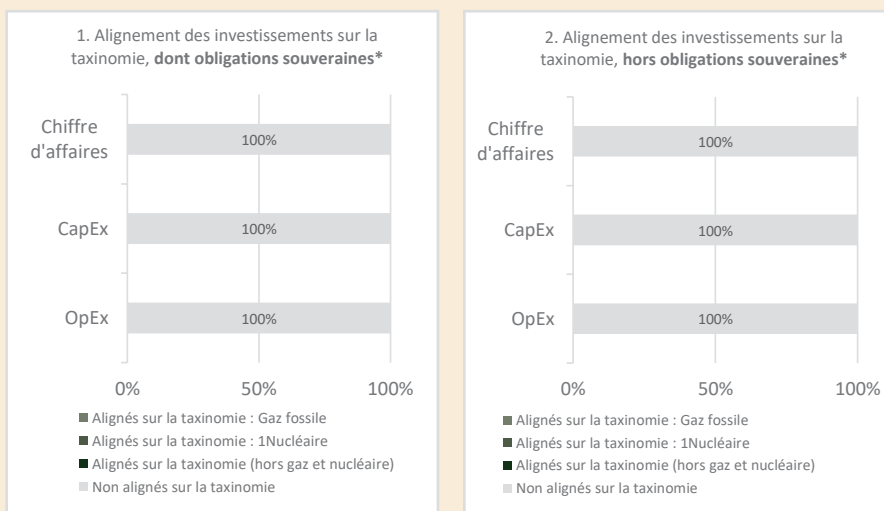 1. Alignement des investissements sur la
taxinomie, dont obligations souveraines*
Chiffre
d'affaires
100%
CapEx
100%
OpEx
100%
0% 50% 100%
Alignés sur la taxinomie : Gaz fossile
Alignés sur la taxinomie : 1Nucléaire
Alignés sur la taxinomie (hors gaz et nucléaire)
Non alignés sur la taxinomie
2. Alignement des investissements sur la
taxinomie, hors obligations souveraines*
Chiffre
d'affaires
100%
CapEx
100%
OpEx
100%
0% 50% 100%
Alignés sur la taxinomie : Gaz fossile
Alignés sur la taxinomie : 1Nucléaire
Alignés sur la taxinomie (hors gaz et nucléaire)
Non alignés sur la taxinomie